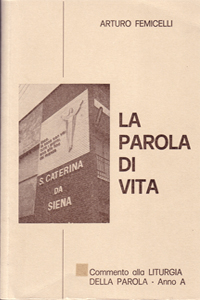 ARTURO FEMICELLI
LA
PAROLA
DI
VITA
S. CATERINA
DA
SIENA
Commento alla LITURGIA
DELLA PAROLA - Anno A